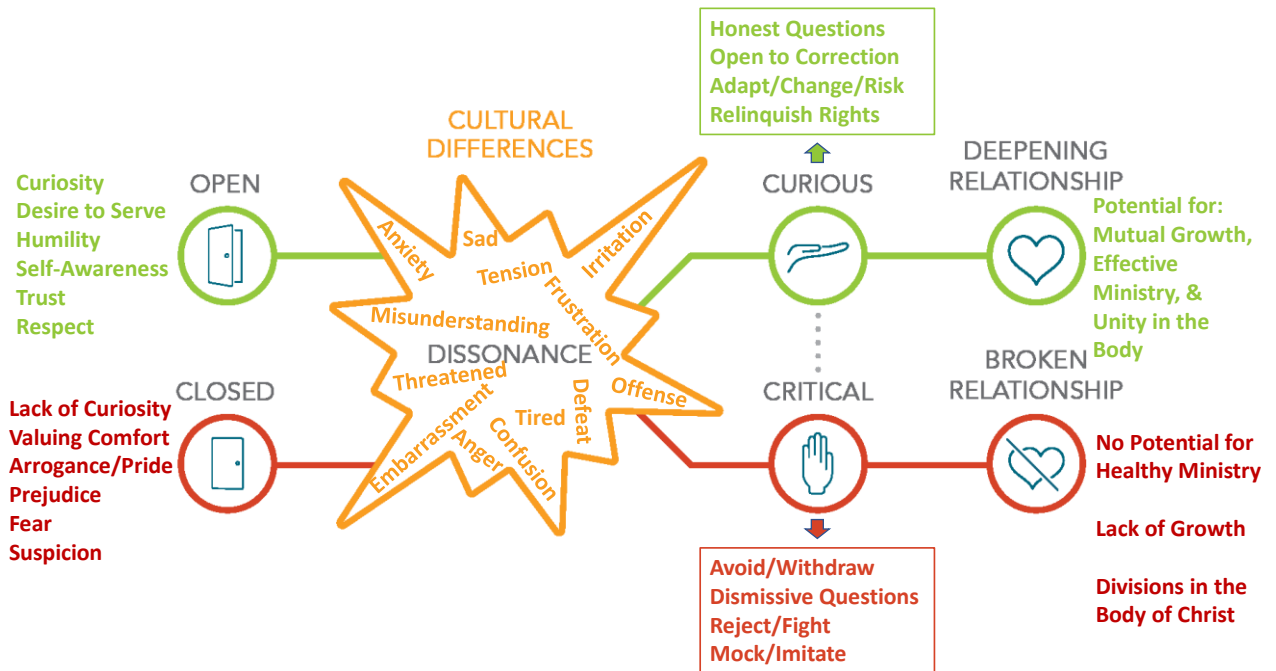 Honest Questions
Open to Correction
Adapt/Change/Risk
Relinquish Rights
CULTURAL
DIFFERENCES
OPEN
Curiosity
Desire to Serve
Humility
Self-Awareness
Trust
Respect
Anxiety
Sad
Tension
Irritation
Frustration
Misunderstanding
DISSONANCE
Threatened
Offense
Defeat
Tired
Embarrassment
Anger
Confusion
CURIOUS
DEEPENING
RELATIONSHIP
Potential for:
Mutual Growth,
Effective
Ministry, &
Unity in the
Body
CLOSED
Lack of Curiosity
Valuing Comfort
Arrogance/Pride
Prejudice
Fear
Suspicion
CRITICAL
BROKEN
RELATIONSHIP
No Potential for
Healthy Ministry
Lack of Growth
Divisions in the
Body of Christ
Avoid/Withdraw
Dismissive Questions
Reject/Fight
Mock/Imitate